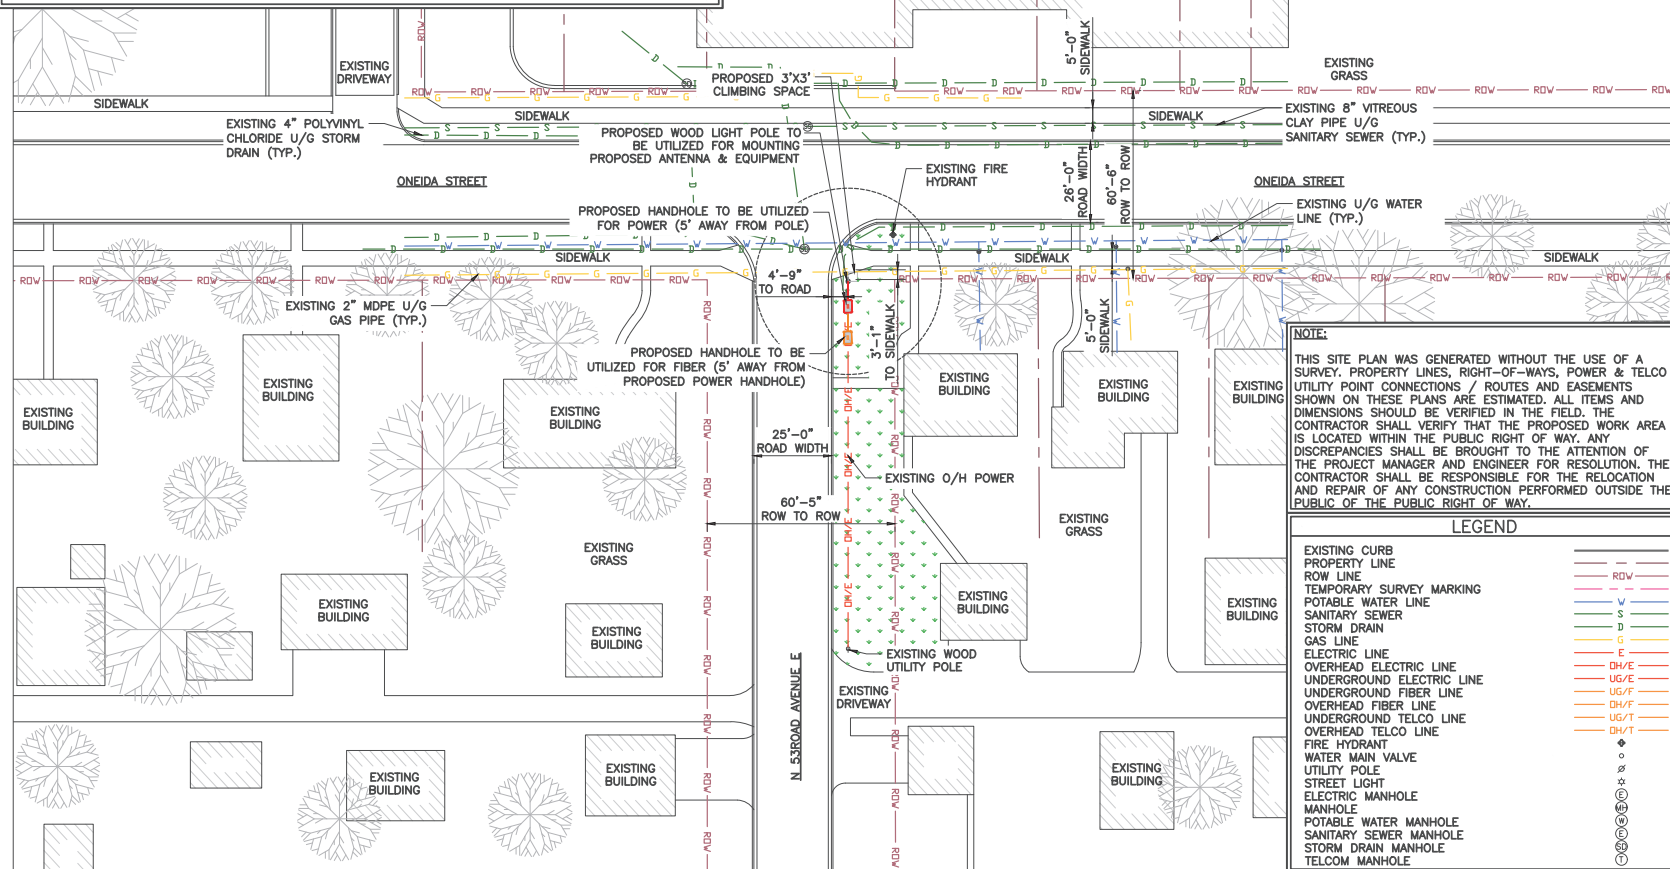 EXISTING
DRIVEWAY
SIDEWALK
EXISTING 4" POLYVINYL
CHLORIDE U/G STORM
DRAIN (TYP.)
SIDEWALK
PROPOSED 3'X3'
CLIMBING SPACE
PROPOSED WOOD LIGHT POLE TO
BE UTILIZED FOR MOUNTING
PROPOSED ANTENNA & EQUIPMENT
5'-0"
SIDEWALK
EXISTING
GRASS
SIDEWALK
EXISTING 8" VITREOUS
CLAY PIPE U/G
SANITARY SEWER (TYP.)
ONEIDA STREET
EXISTING FIRE
HYDRANT
26'-0"
ROAD WIDTH
60'-6"
ROW TO ROW
ONEIDA STREET
EXISTING U/G WATER
LINE (TYP.)
PROPOSED HANDHOLE TO BE UTILIZED
FOR POWER (5' AWAY FROM POLE)
SIDEWALK
SIDEWALK
SIDEWALK
4'-9"
TO ROAD
EXISTING 2" MDPE U/G
GAS PIPE (TYP.)
3'-1"
TO SIDEWALK
5'-0"
SIDEWALK
PROPOSED HANDHOLE TO BE
UTILIZED FOR FIBER (5' AWAY FROM
PROPOSED POWER HANDHOLE)
EXISTING
BUILDING
EXISTING
BUILDING
EXISTING
BUILDING
EXISTING
BUILDING
EXISTING
BUILDING
EXISTING
BUILDING
25'-0"
ROAD WIDTH
EXISTING O/H POWER
60'-5"
ROW TO ROW
EXISTING
GRASS
EXISTING
GRASS
EXISTING
BUILDING
EXISTING
BUILDING
EXISTING
BUILDING
EXISTING
BUILDING
EXISTING WOOD
UTILITY POLE
EXISTING
DRIVEWAY
N 53ROAD AVENUE E
EXISTING
BUILDING
EXISTING
BUILDING
EXISTING
BUILDING
NOTE:
THIS SITE PLAN WAS GENERATED WITHOUT THE USE OF A
SURVEY. PROPERTY LINES, RIGHT-OF-WAYS, POWER & TELCO
UTILITY POINT CONNECTIONS / ROUTES AND EASEMENTS
SHOWN ON THESE PLANS ARE ESTIMATED. ALL ITEMS AND
DIMENSIONS SHOULD BE VERIFIED IN THE FIELD. THE
CONTRACTOR SHALL VERIFY THAT THE PROPOSED WORK AREA
IS LOCATED WITHIN THE PUBLIC RIGHT OF WAY. ANY
DISCREPANCIES SHALL BE BROUGHT TO THE ATTENTION OF
THE PROJECT MANAGER AND ENGINEER FOR RESOLUTION. THE
CONTRACTOR SHALL BE RESPONSIBLE FOR THE RELOCATION
AND REPAIR OF ANY CONSTRUCTION PERFORMED OUTSIDE THE
PUBLIC OF THE PUBLIC RIGHT OF WAY.
LEGEND
EXISTING CURB
PROPERTY LINE
ROW LINE ROW
TEMPORARY SURVEY MARKING
POTABLE WATER LINE W
SANITARY SEWER S
STORM DRAIN D
GAS LINE G
ELECTRIC LINE E
OVERHEAD ELECTRIC LINE OH/E
UNDERGROUND ELECTRIC LINE UG/E
UNDERGROUND FIBER LINE UG/F
OVERHEAD FIBER LINE OH/F
UNDERGROUND TELCO LINE UG/T
OVERHEAD TELCO LINE OH/T
FIRE HYDRANT
WATER MAIN VALVE
UTILITY POLE
STREET LIGHT
ELECTRIC MANHOLE E
MANHOLE MH
POTABLE WATER MANHOLE W
SANITARY SEWER MANHOLE E
STORM DRAIN MANHOLE SD
TELCOM MANHOLE T